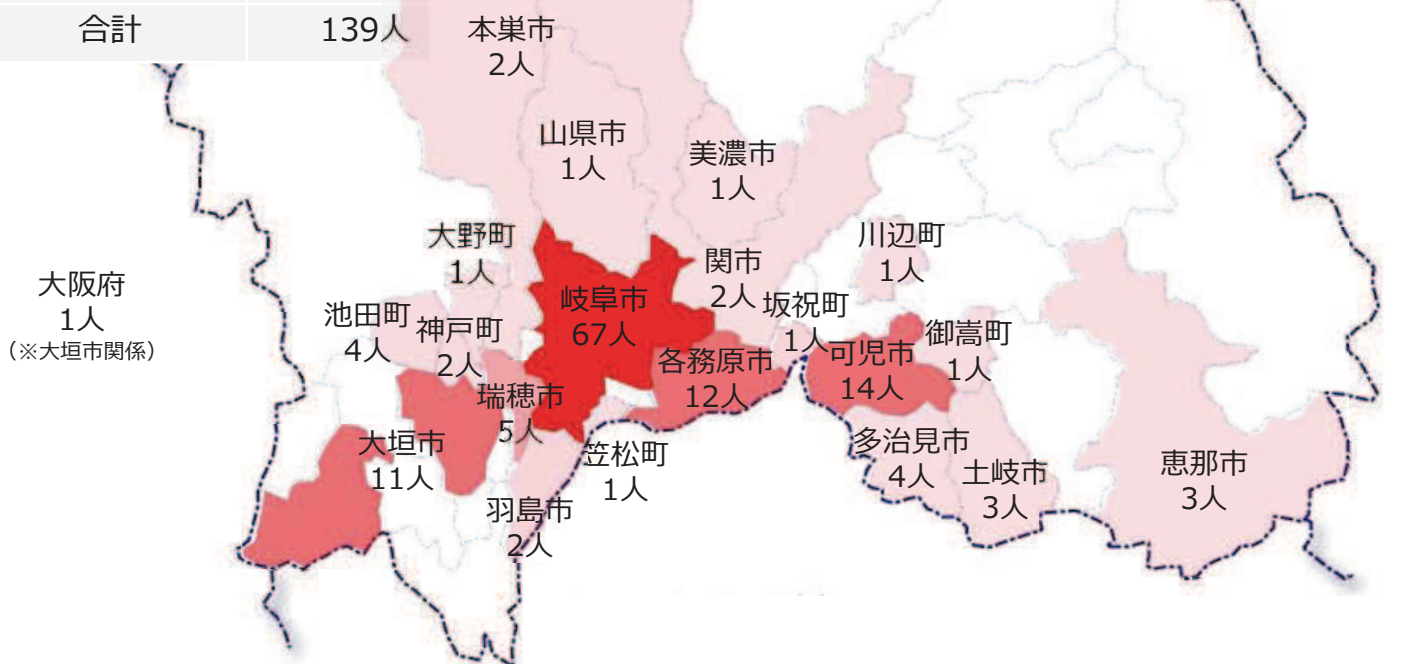 合計 139人
本巣市
2人
山県市
1人
美濃市
1人
大野町
1人
川辺町
1人
関市
2人
大阪府
1人
（※大垣市関係）
岐阜市
67人
坂祝町
1人
池田町
4人
神戸町
2人
御嵩町
1人
各務原市
12人
可児市
14人
瑞穂市
5人
大垣市
11人
笠松町
1人
多治見市
4人
土岐市
3人
恵那市
3人
羽島市
2人